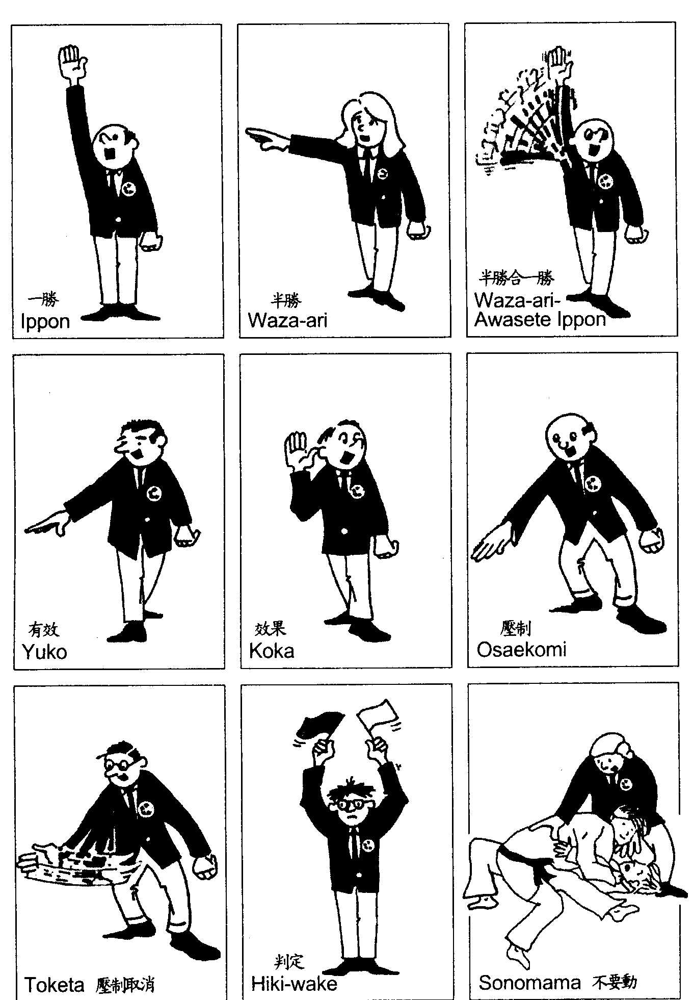 一勝
Ippon
半勝
Waza-ari
半勝合一勝
Waza-ari-
Awasete Ippon
有效
Yuko
效果
Koka
壓制
Osaekomi
Toketa 壓制取消
判定
Hiki-wake
Sonomama 不要動